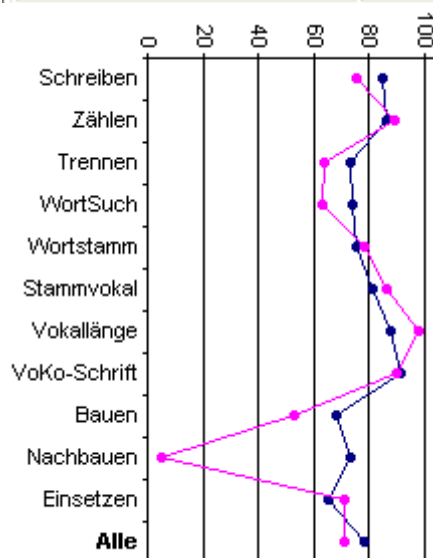 0 20 40 60 80 100
Schreiben
Zählen
Trennen
WortSuch
Wortstamm
Stammvokal
Vokallänge
VoKo-Schrift
Bauen
Nachbauen
Einsetzen
Alle